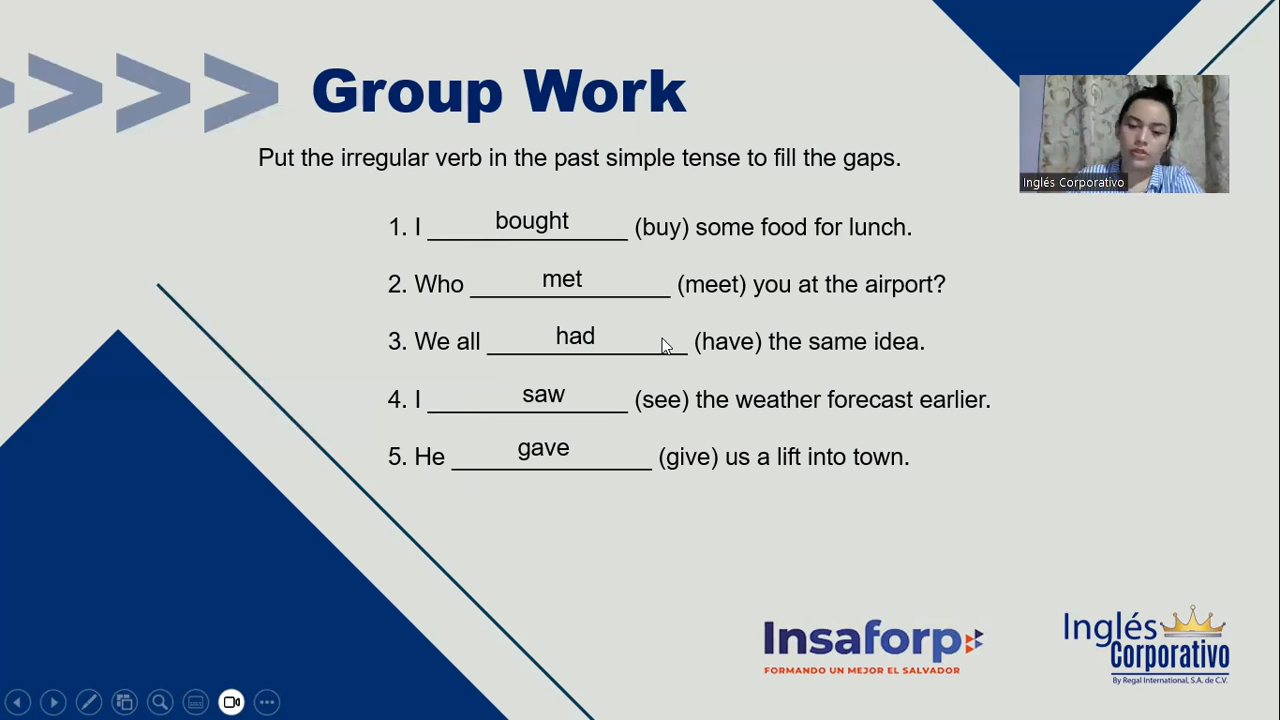 Group Work
Put the irregular verb in the past simple tense to fill the gaps.
1. I bought (buy) some food for lunch.
2. Who met (meet) you at the airport?
3. We all had (have) the same idea.
4. I saw (see) the weather forecast earlier.
5. He gave (give) us a lift into town.
Inglés Corporativo
Insaforp
FORMANDO UN MEJOR EL SALVADOR
Inglés
Corporativo
By Regal International, S.A. de C.V.